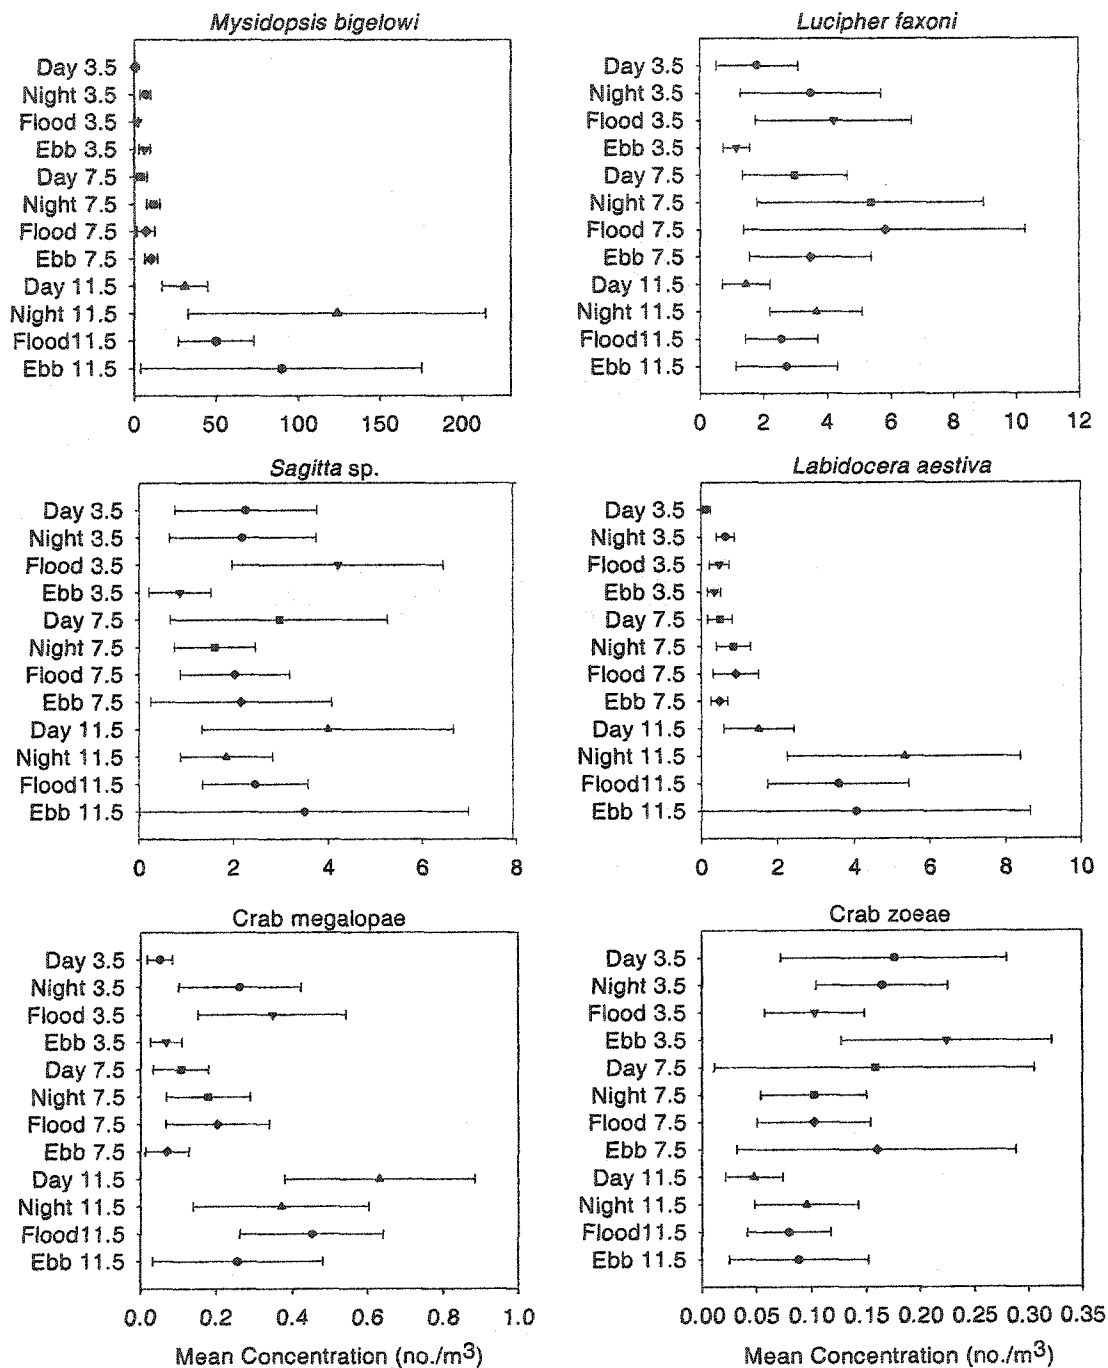 Mysidopsis bigelowi
Day 3.5
Night 3.5
Flood 3.5
Ebb 3.5
Day 7.5
Night 7.5
Flood 7.5
Ebb 7.5
Day 11.5
Night 11.5
Flood11.5
Ebb 11.5
0 50 100 150 200
Lucipher faxoni
Day 3.5
Night 3.5
Flood 3.5
Ebb 3.5
Day 7.5
Night 7.5
Flood 7.5
Ebb 7.5
Day 11.5
Night 11.5
Flood11.5
Ebb 11.5
0 2 4 6 8 10 12
Sagitta sp.
Day 3.5
Night 3.5
Flood 3.5
Ebb 3.5
Day 7.5
Night 7.5
Flood 7.5
Ebb 7.5
Day 11.5
Night 11.5
Flood11.5
Ebb 11.5
0 2 4 6 8
Labidocera aestiva
Day 3.5
Night 3.5
Flood 3.5
Ebb 3.5
Day 7.5
Night 7.5
Flood 7.5
Ebb 7.5
Day 11.5
Night 11.5
Flood11.5
Ebb 11.5
0 2 4 6 8 10
Crab megalopae
Day 3.5
Night 3.5
Flood 3.5
Ebb 3.5
Day 7.5
Night 7.5
Flood 7.5
Ebb 7.5
Day 11.5
Night 11.5
Flood11.5
Ebb 11.5
0.0 0.2 0.4 0.6 0.8 1.0
Mean Concentration (no./m³)
Crab zoeae
Day 3.5
Night 3.5
Flood 3.5
Ebb 3.5
Day 7.5
Night 7.5
Flood 7.5
Ebb 7.5
Day 11.5
Night 11.5
Flood11.5
Ebb 11.5
0.00 0.05 0.10 0.15 0.20 0.25 0.30 0.35
Mean Concentration (no./m³)